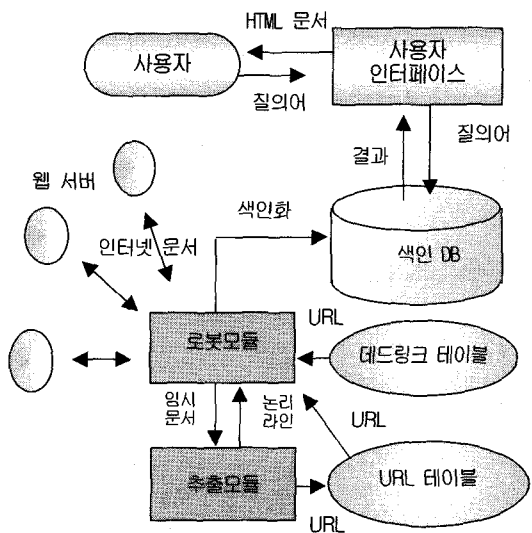 HTML 문서
사용자
사용자
인터페이스
질의어
질의어
결과
웹 서버
색인화
인터넷 문서
색인 DB
URL
로봇모듈
데드링크 테이블
임시
문서
논리
라인
URL
추출모듈
URL 테이블
URL